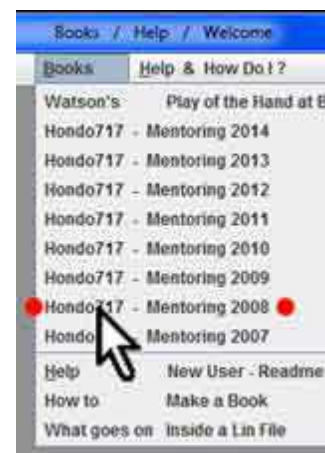 Books / Help / Welcome
Books Help & How Do I ?
Watson's Play of the Hand at B
Hondo717 - Mentoring 2014
Hondo717 - Mentoring 2013
Hondo717 - Mentoring 2012
Hondo717 - Mentoring 2011
Hondo717 - Mentoring 2010
Hondo717 - Mentoring 2009
Hondo717 - Mentoring 2008
Hondo Mentoring 2007
Help New User - Readme
How to Make a Book
What goes on Inside a Lin File